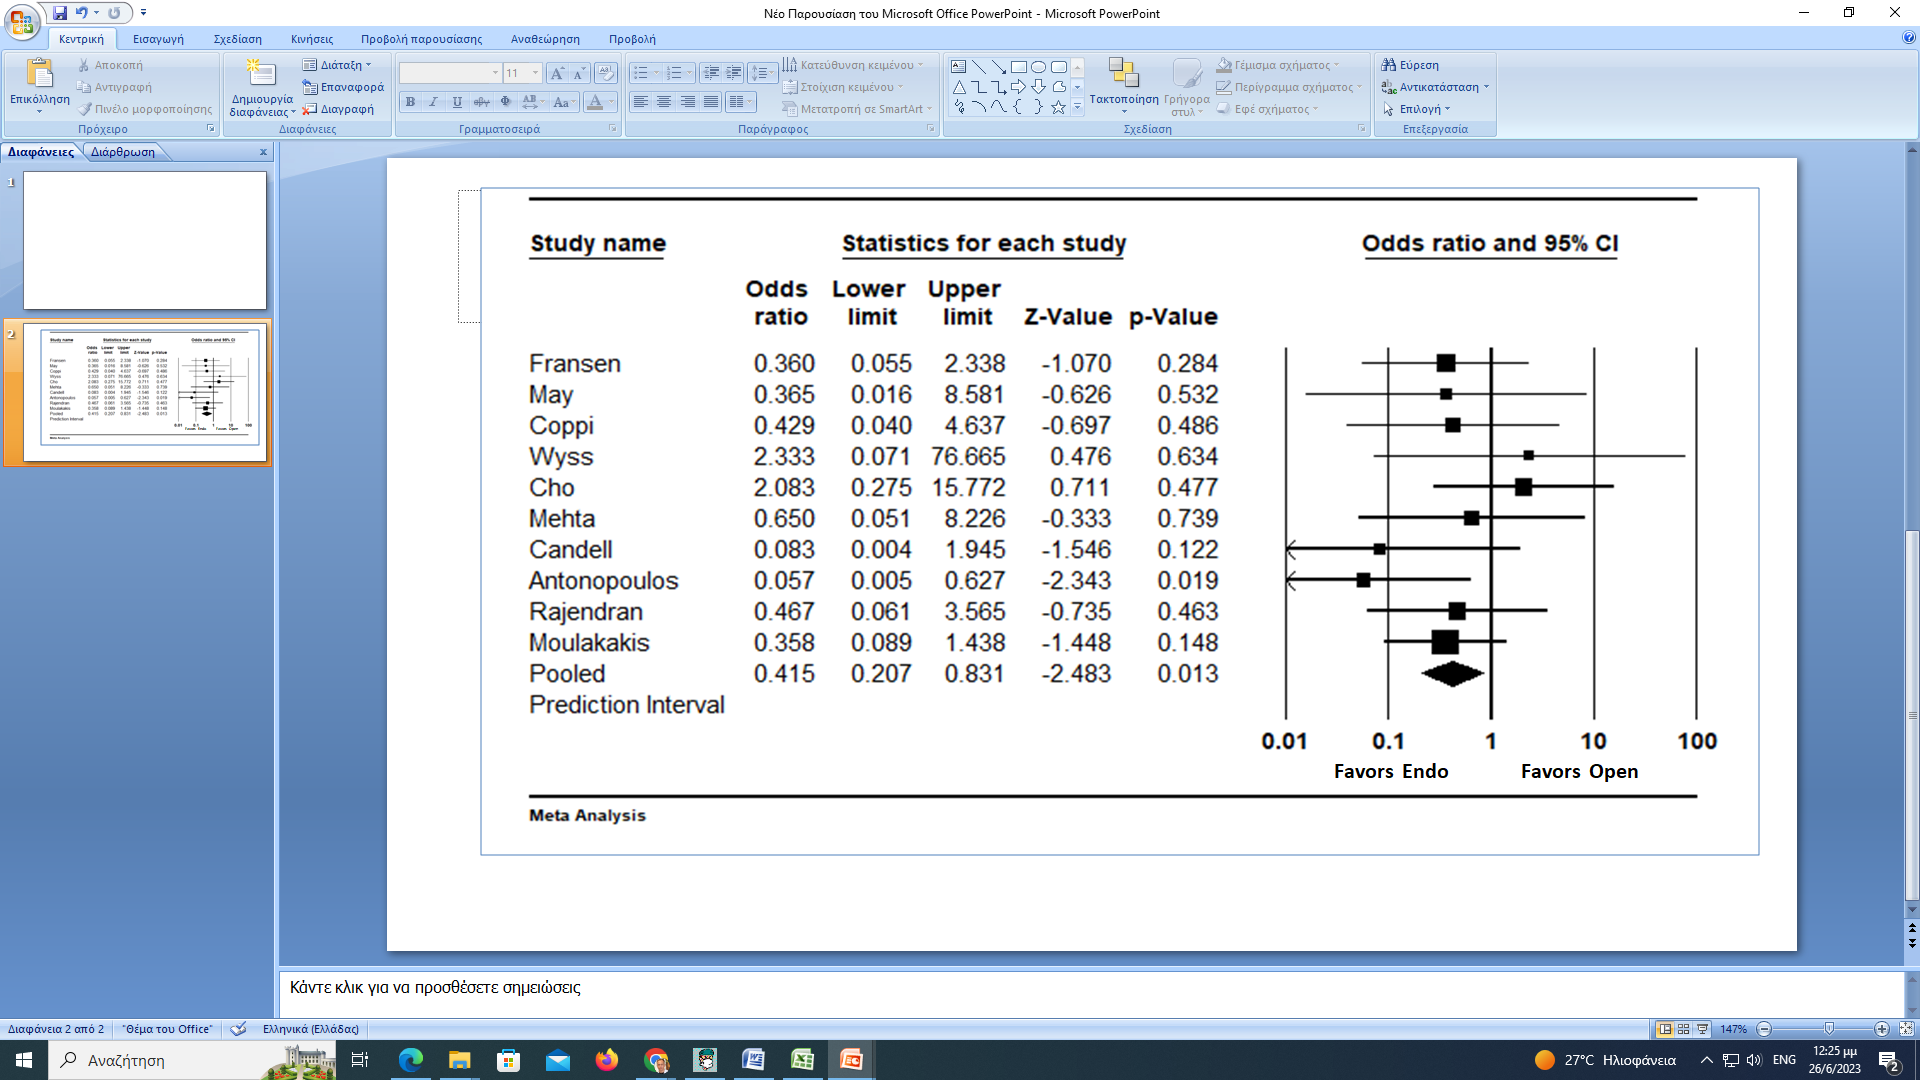 Νέο Παρουσίαση του Microsoft Office PowerPoint - Microsoft PowerPoint
Κεντρική Εισαγωγή Σχεδίαση Κινήσεις Προβολή παρουσίασης Αναθεώρηση Προβολή
Επικόλληση
Αποκοπή
Αντιγραφή
Πινέλο μορφοποίησης
Πρόχειρο
Δημιουργία διαφάνειας
Διάταξη
Επαναφορά
Διαγραφή
Διαφάνειες
11
Γραμματοσειρά
Κατεύθυνση κειμένου
Στοίχιση κειμένου
Μετατροπή σε SmartArt
Παράγραφος
Τακτοποίηση
Γρήγορα στυλ
Γέμισμα σχήματος
Περίγραμμα σχήματος
Εφέ σχήματος
Σχεδίαση
Εύρεση
Αντικατάσταση
Επιλογή
Επεξεργασία
Διαφάνειες Διάρθρωση x
1
2
Study name Statistics for each study Odds ratio and 95% CI
Odds ratio Lower limit Upper limit Z-Value p-Value
Fransen 0.360 0.055 2.338 -1.070 0.284
May 0.365 0.016 8.581 -0.626 0.532
Coppi 0.429 0.040 4.637 -0.697 0.486
Wyss 2.333 0.071 76.665 0.476 0.634
Cho 2.083 0.275 15.772 0.711 0.477
Mehta 0.650 0.051 8.226 -0.333 0.739
Candell 0.083 0.004 1.945 -1.546 0.122
Antonopoulos 0.057 0.005 0.627 -2.343 0.019
Rajendran 0.467 0.061 3.565 -0.735 0.463
Moulakakis 0.358 0.089 1.438 -1.448 0.148
Pooled 0.415 0.207 0.831 -2.483 0.013
Prediction Interval
0.01 0.1 1 10 100
Favors Endo Favors Open
Meta Analysis
Κάντε κλικ για να προσθέσετε σημειώσεις
Διαφάνεια 2 από 2 "Θέμα του Office" Ελληνικά (Ελλάδας) 147%
Αναζήτηση 27°C Ηλιοφάνεια ENG 12:25 μμ
26/6/2023 2